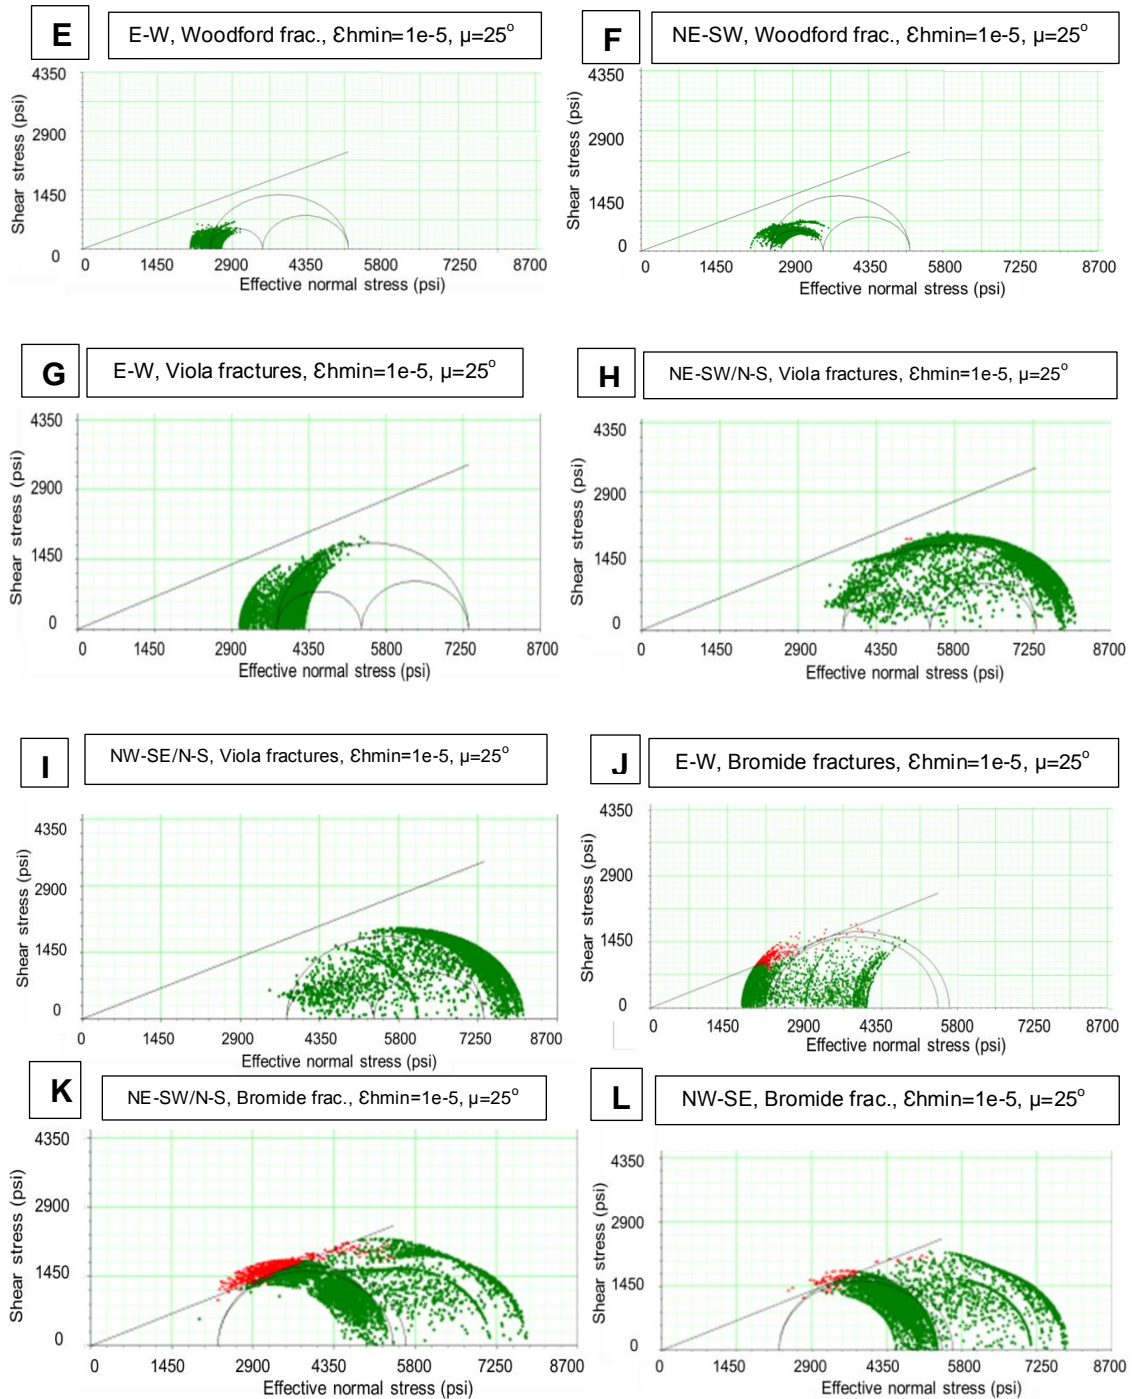 E
E-W, Woodford frac., Ɛhmin=1e-5, µ=25°
F
NE-SW, Woodford frac., Ɛhmin=1e-5, µ=25°
4350
2900
1450
0
Shear stress (psi)
0 1450 2900 4350 5800 7250 8700
Effective normal stress (psi)
4350
2900
1450
0
Shear stress (psi)
0 1450 2900 4350 5800 7250 8700
Effective normal stress (psi)
G
E-W, Viola fractures, Ɛhmin=1e-5, µ=25°
H
NE-SW/N-S, Viola fractures, Ɛhmin=1e-5, µ=25°
4350
2900
1450
0
Shear stress (psi)
0 1450 2900 4350 5800 7250 8700
Effective normal stress (psi)
4350
2900
1450
0
Shear stress (psi)
0 1450 2900 4350 5800 7250 8700
Effective normal stress (psi)
I
NW-SE/N-S, Viola fractures, Ɛhmin=1e-5, µ=25°
J
E-W, Bromide fractures, Ɛhmin=1e-5, µ=25°
4350
2900
1450
0
Shear stress (psi)
0 1450 2900 4350 5800 7250 8700
Effective normal stress (psi)
4350
2900
1450
0
Shear stress (psi)
0 1450 2900 4350 5800 7250 8700
Effective normal stress (psi)
K
NE-SW/N-S, Bromide frac., Ɛhmin=1e-5, µ=25°
L
NW-SE, Bromide frac., Ɛhmin=1e-5, µ=25°
4350
2900
1450
0
Shear stress (psi)
0 1450 2900 4350 5800 7250 8700
Effective normal stress (psi)
4350
2900
1450
0
Shear stress (psi)
0 1450 2900 4350 5800 7250 8700
Effective normal stress (psi)